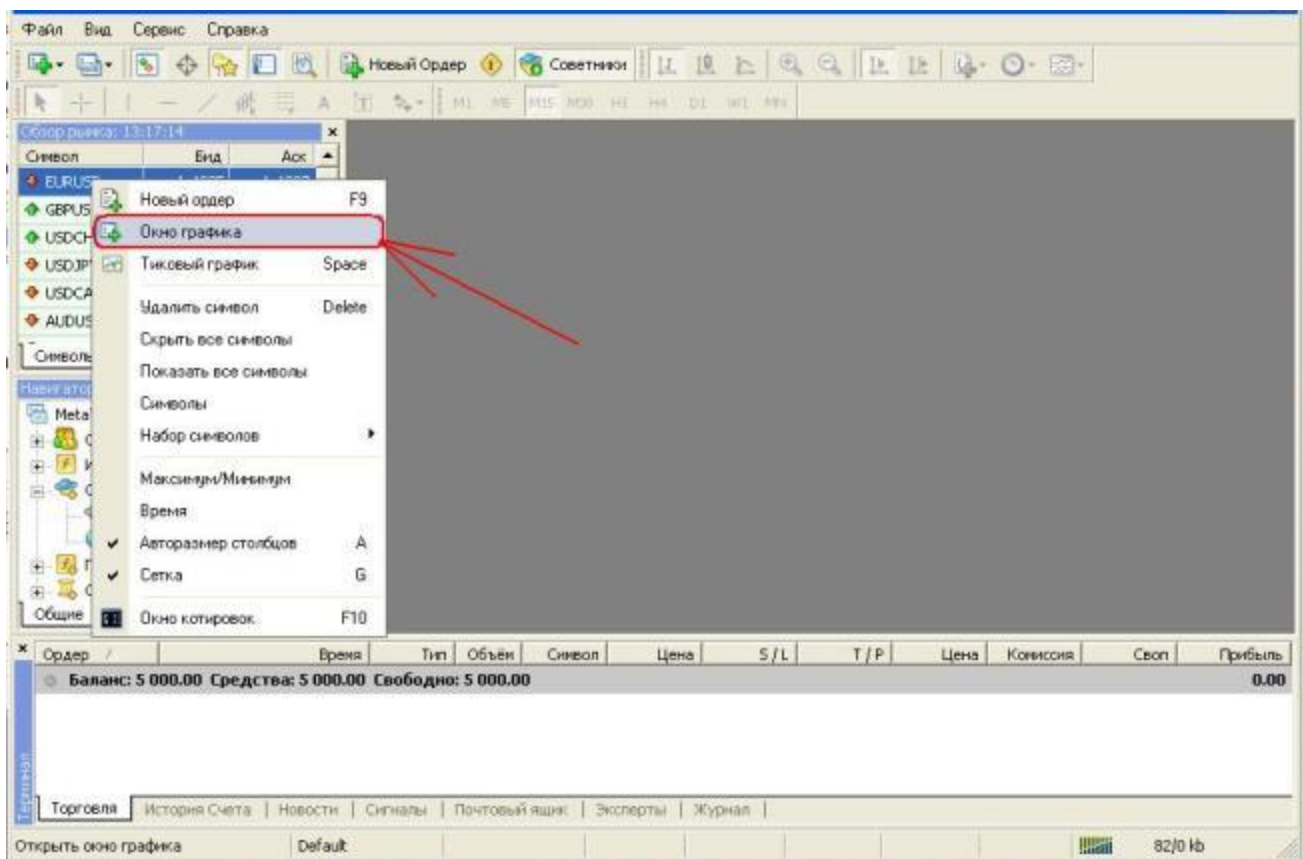 Файл Вид Сервис Справка
Новый Ордер Советники
A T M1 M5 M15 M30 H1 H4 D1 W1 MN
Обзор рынка: 13:17:14
Символ Бид Аск
EURUSD
GBPUS
USDCH
USDJP
USDCA
AUDUS
Символы
Навигатор
Meta
Общие
Новый ордер F9
Окно графика
Тиковый график Space
Удалить символ Delete
Скрыть все символы
Показать все символы
Символы
Набор символов
Максимум/Минимум
Время
Авторазмер столбцов A
Сетка G
Окно котировок F10
Ордер / Время Тип Объём Символ Цена S / L T / P Цена Комиссия Своп Прибыль
Баланс: 5 000.00 Средства: 5 000.00 Свободно: 5 000.00 0.00
Терминал
Торговля История Счета Новости Сигналы Почтовый ящик Эксперты Журнал
Открыть окно графика Default 82/0 kb